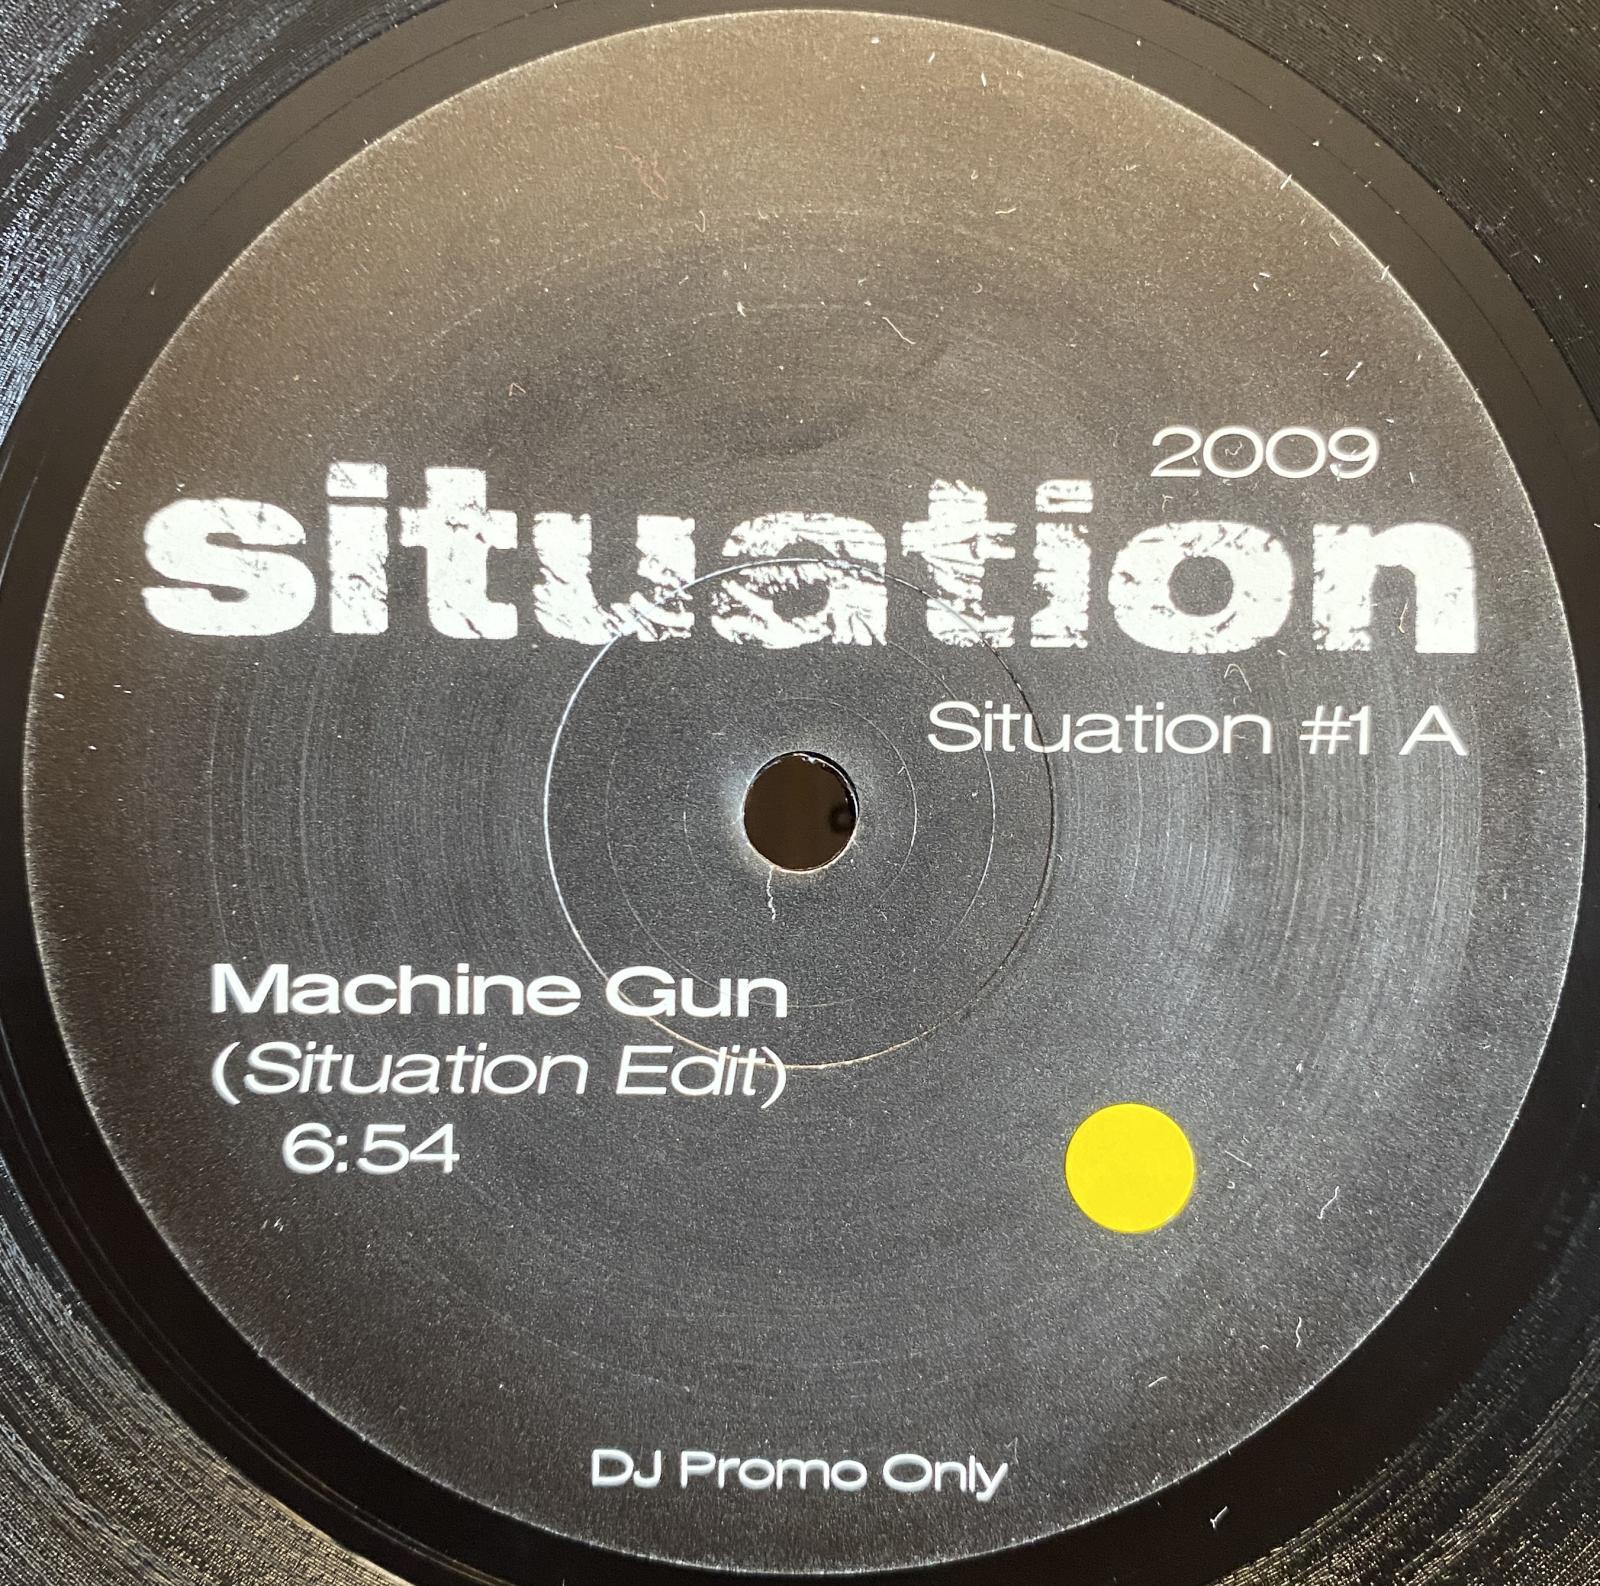 2009
situation
Situation #1 A
Machine Gun
(Situation Edit)
6:54
DJ Promo Only